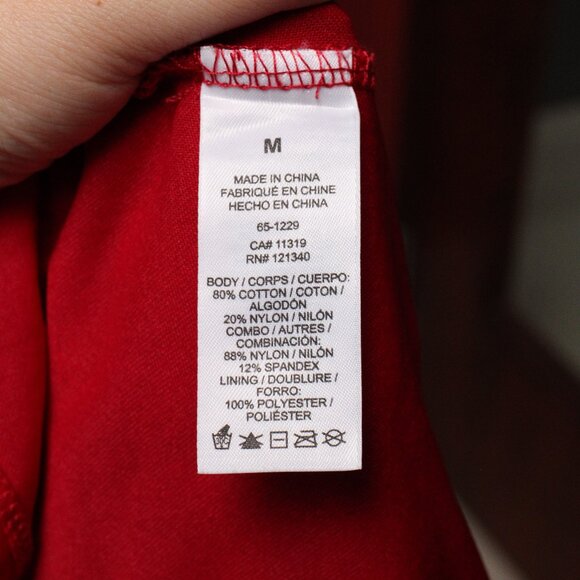 M
MADE IN CHINA
FABRIQUÉ EN CHINE
HECHO EN CHINA
65-1229
CA# 11319
RN# 121340
BODY / CORPS / CUERPO:
80% COTTON / COTON /
ALGODÓN
20% NYLON / NILÓN
COMBO / AUTRES /
COMBINACIÓN:
88% NYLON / NILÓN
12% SPANDEX
LINING / DOUBLURE /
FORRO:
100% POLYESTER /
POLIÉSTER